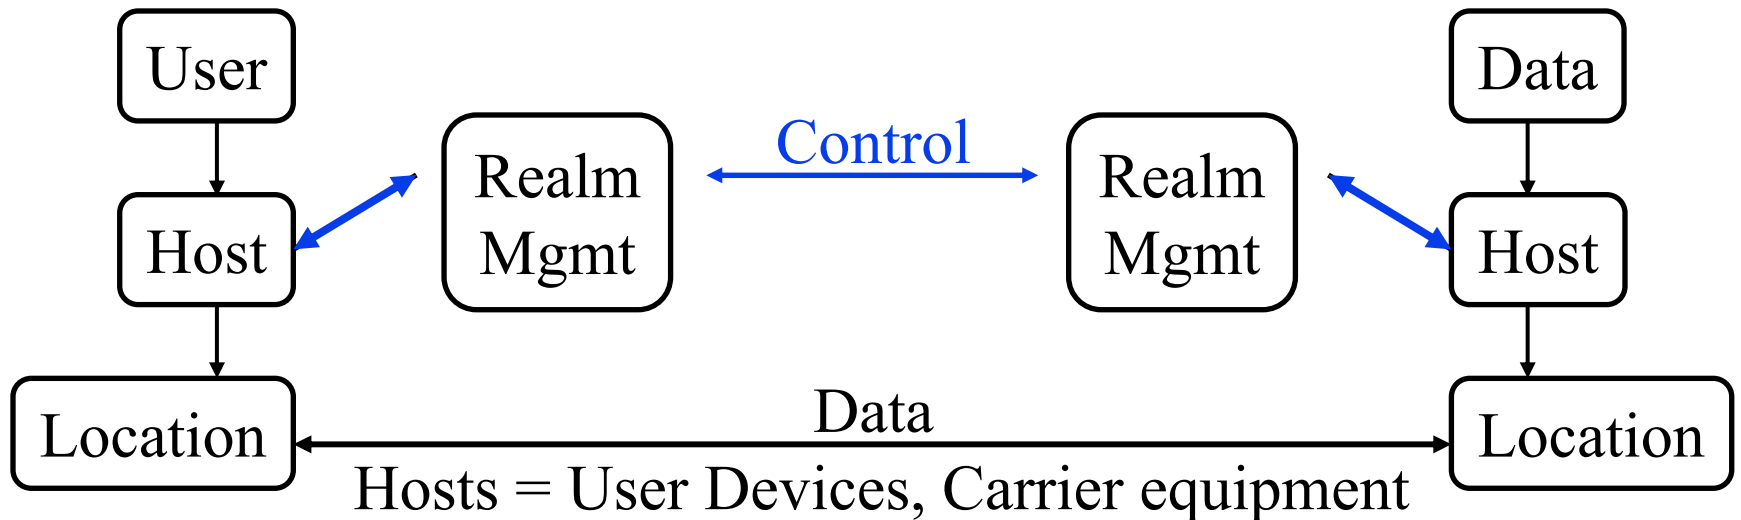 User
Data
Control
Realm
Mgmt
Realm
Mgmt
Host
Host
Data
Location
Location
Hosts = User Devices, Carrier equipment